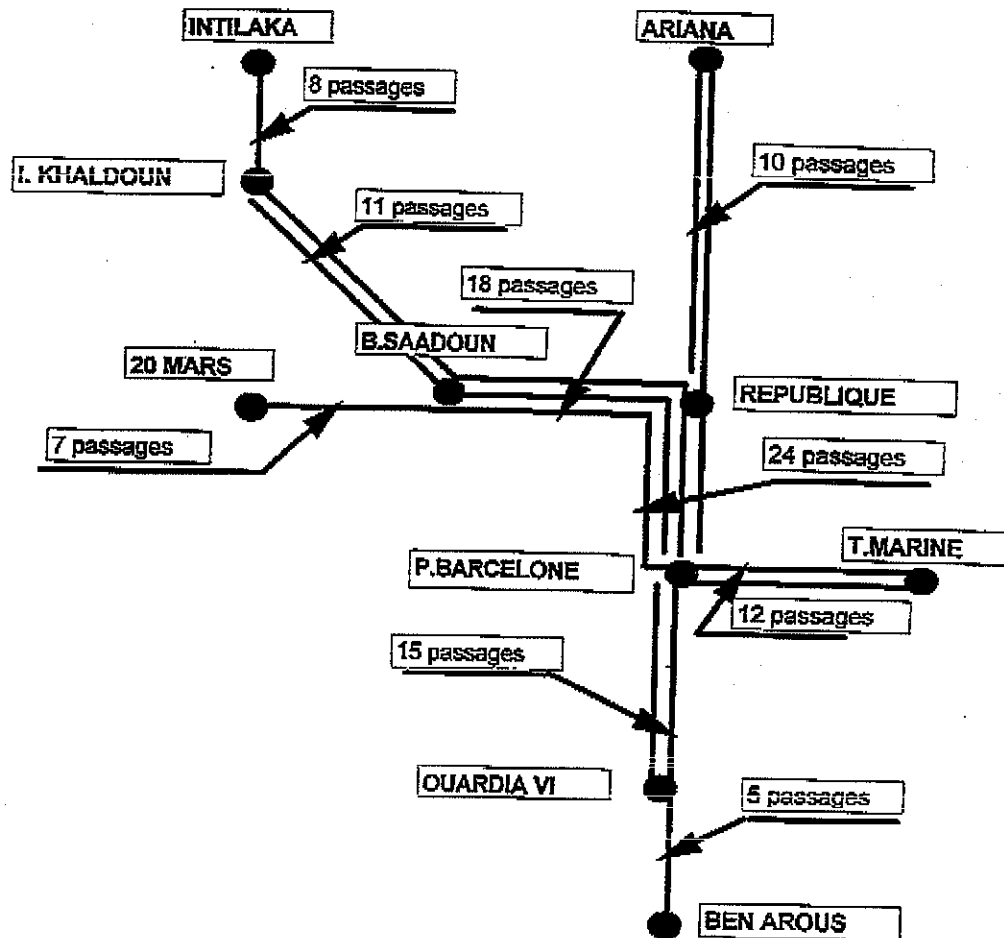 INTILAKA
ARIANA
8 passages
I. KHALDOUN
10 passages
11 passages
18 passages
B.SAADOUN
20 MARS
REPUBLIQUE
7 passages
24 passages
P.BARCELONE
T.MARINE
12 passages
15 passages
OUARDIA VI
5 passages
BEN AROUS